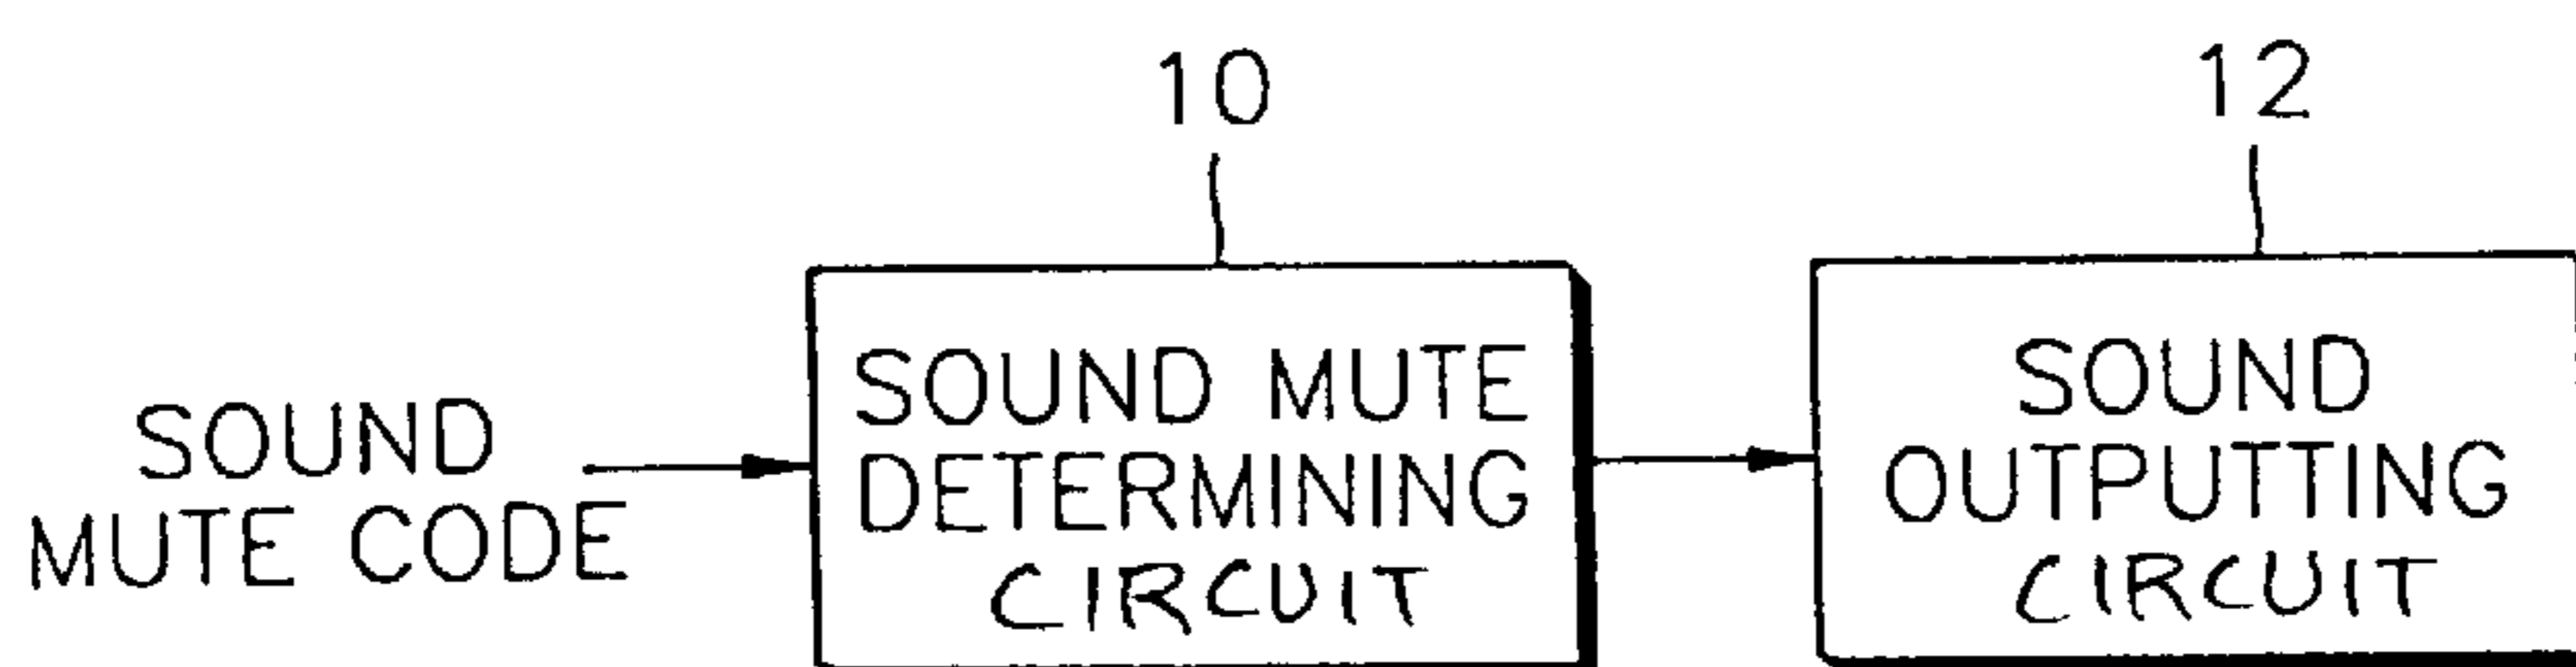 10
12
SOUND
MUTE CODE
SOUND MUTE
DETERMINING
CIRCUIT
SOUND
OUTPUTTING
CIRCUIT